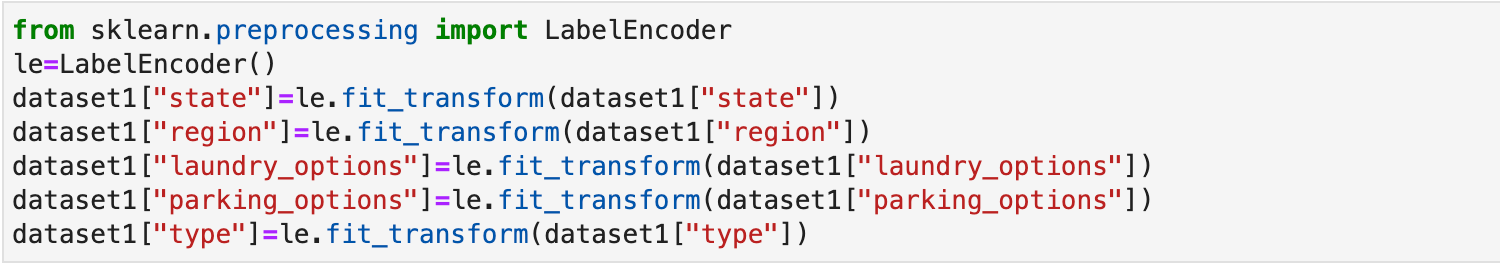 from sklearn.preprocessing import LabelEncoder
le=LabelEncoder()
dataset1["state"]=le.fit_transform(dataset1["state"])
dataset1["region"]=le.fit_transform(dataset1["region"])
dataset1["laundry_options"]=le.fit_transform(dataset1["laundry_options"])
dataset1["parking_options"]=le.fit_transform(dataset1["parking_options"])
dataset1["type"]=le.fit_transform(dataset1["type"])